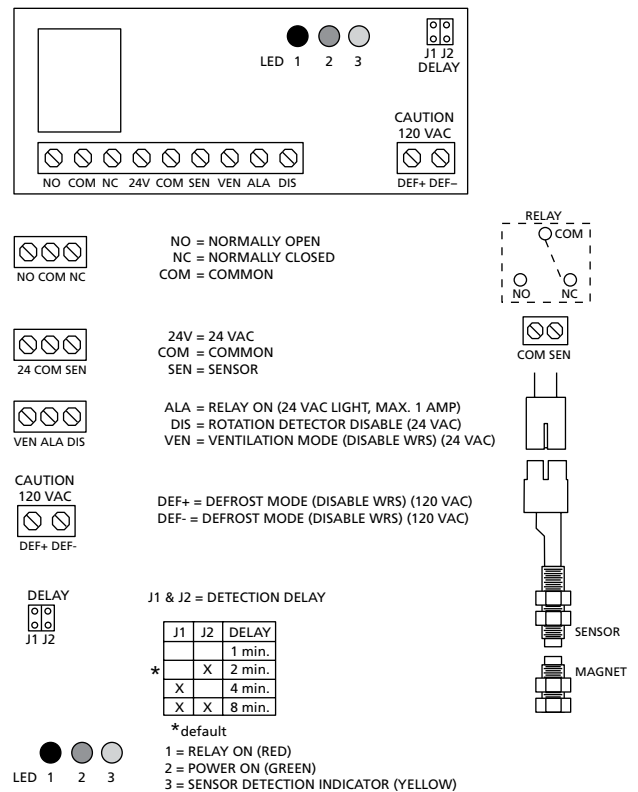 LED 1 2 3
J1 J2
DELAY
CAUTION
120 VAC
NO COM NC 24V COM SEN VEN ALA DIS
DEF+ DEF–
NO COM NC
NO = NORMALLY OPEN
NC = NORMALLY CLOSED
COM = COMMON
RELAY
COM
NO NC
24 COM SEN
24V = 24 VAC
COM = COMMON
SEN = SENSOR
COM SEN
VEN ALA DIS
ALA = RELAY ON (24 VAC LIGHT, MAX. 1 AMP)
DIS = ROTATION DETECTOR DISABLE (24 VAC)
VEN = VENTILATION MODE (DISABLE WRS) (24 VAC)
CAUTION
120 VAC
DEF+ DEF-
DEF+ = DEFROST MODE (DISABLE WRS) (120 VAC)
DEF- = DEFROST MODE (DISABLE WRS) (120 VAC)
DELAY
J1 J2
J1 & J2 = DETECTION DELAY
J1 J2 DELAY
1 min.
* X 2 min.
X 4 min.
X X 8 min.
*default
SENSOR
MAGNET
LED 1 2 3
1 = RELAY ON (RED)
2 = POWER ON (GREEN)
3 = SENSOR DETECTION INDICATOR (YELLOW)